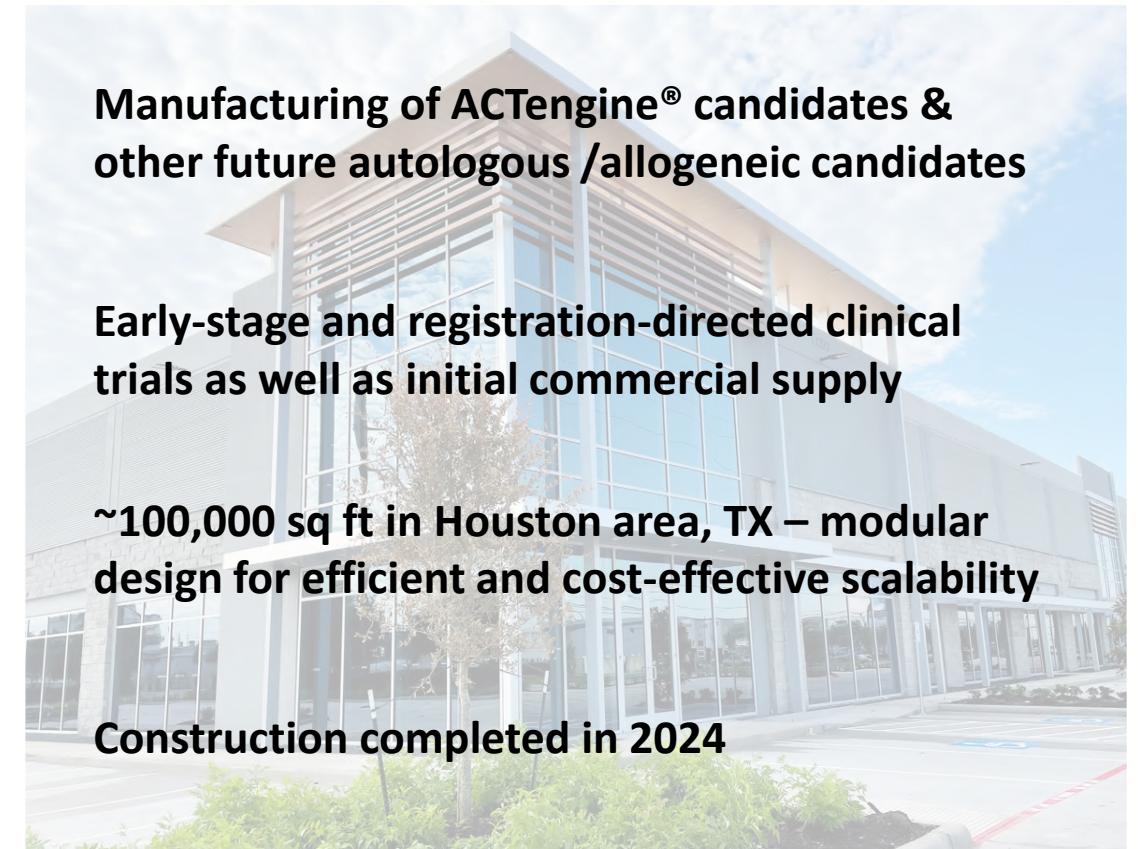 Manufacturing of ACTengine® candidates &
other future autologous /allogeneic candidates
Early-stage and registration-directed clinical
trials as well as initial commercial supply
~100,000 sq ft in Houston area, TX – modular
design for efficient and cost-effective scalability
Construction completed in 2024